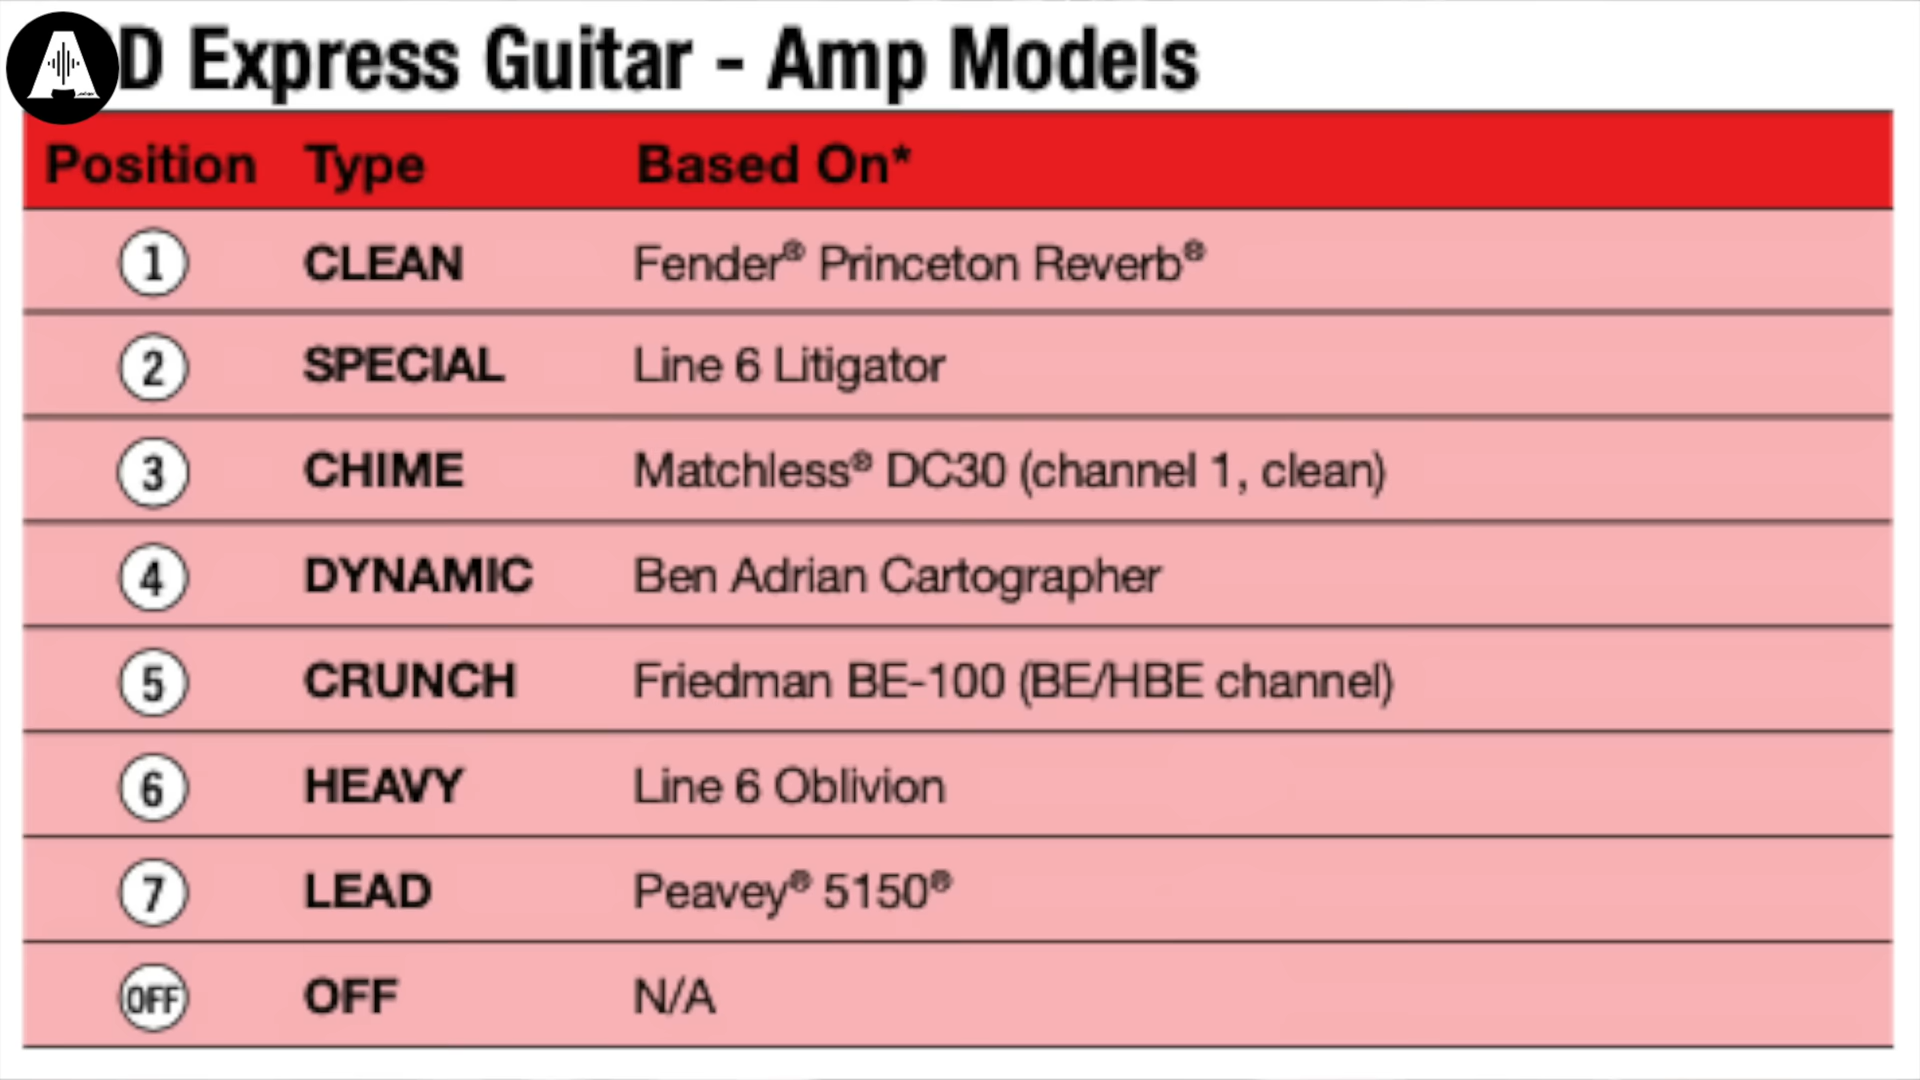 D Express Guitar - Amp Models
Position Type Based On*
1 CLEAN Fender® Princeton Reverb®
2 SPECIAL Line 6 Litigator
3 CHIME Matchless® DC30 (channel 1, clean)
4 DYNAMIC Ben Adrian Cartographer
5 CRUNCH Friedman BE-100 (BE/HBE channel)
6 HEAVY Line 6 Oblivion
7 LEAD Peavey® 5150®
OFF OFF N/A